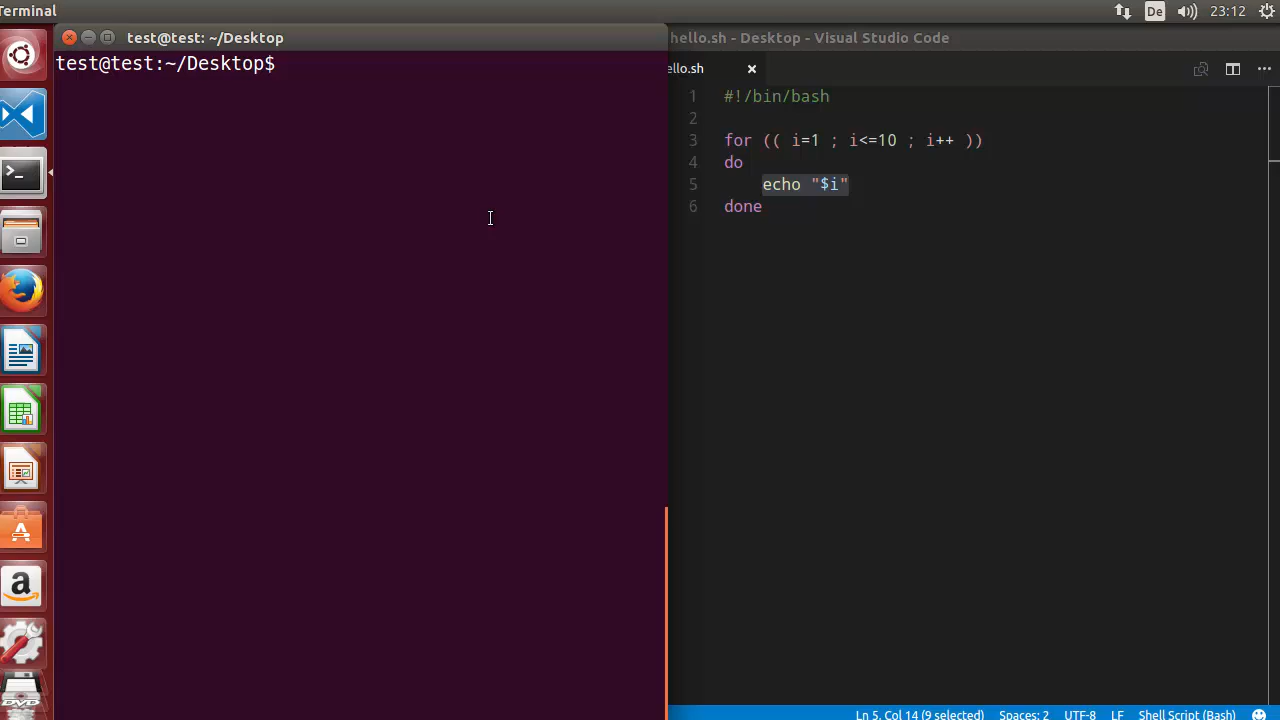 Terminal
De
23:12
test@test: ~/Desktop
hello.sh - Desktop - Visual Studio Code
test@test:~/Desktop$
ello.sh
1 #!/bin/bash
2
3 for (( i=1 ; i<=10 ; i++ ))
4 do
5 echo "$i"
6 done
Ln 5, Col 14 (9 selected) Spaces: 2 UTF-8 LF Shell Script (Bash)
>_
A
a
DVD